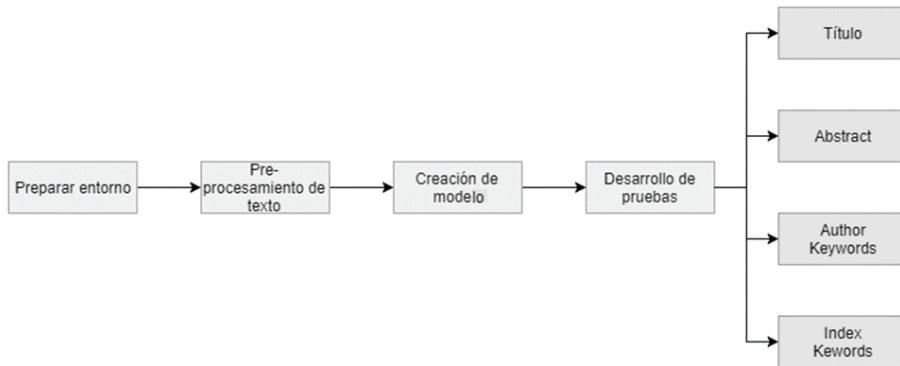 Preparar entorno
Pre-
procesamiento de
texto
Creación de
modelo
Desarrollo de
pruebas
Título
Abstract
Author
Keywords
Index
Kewords